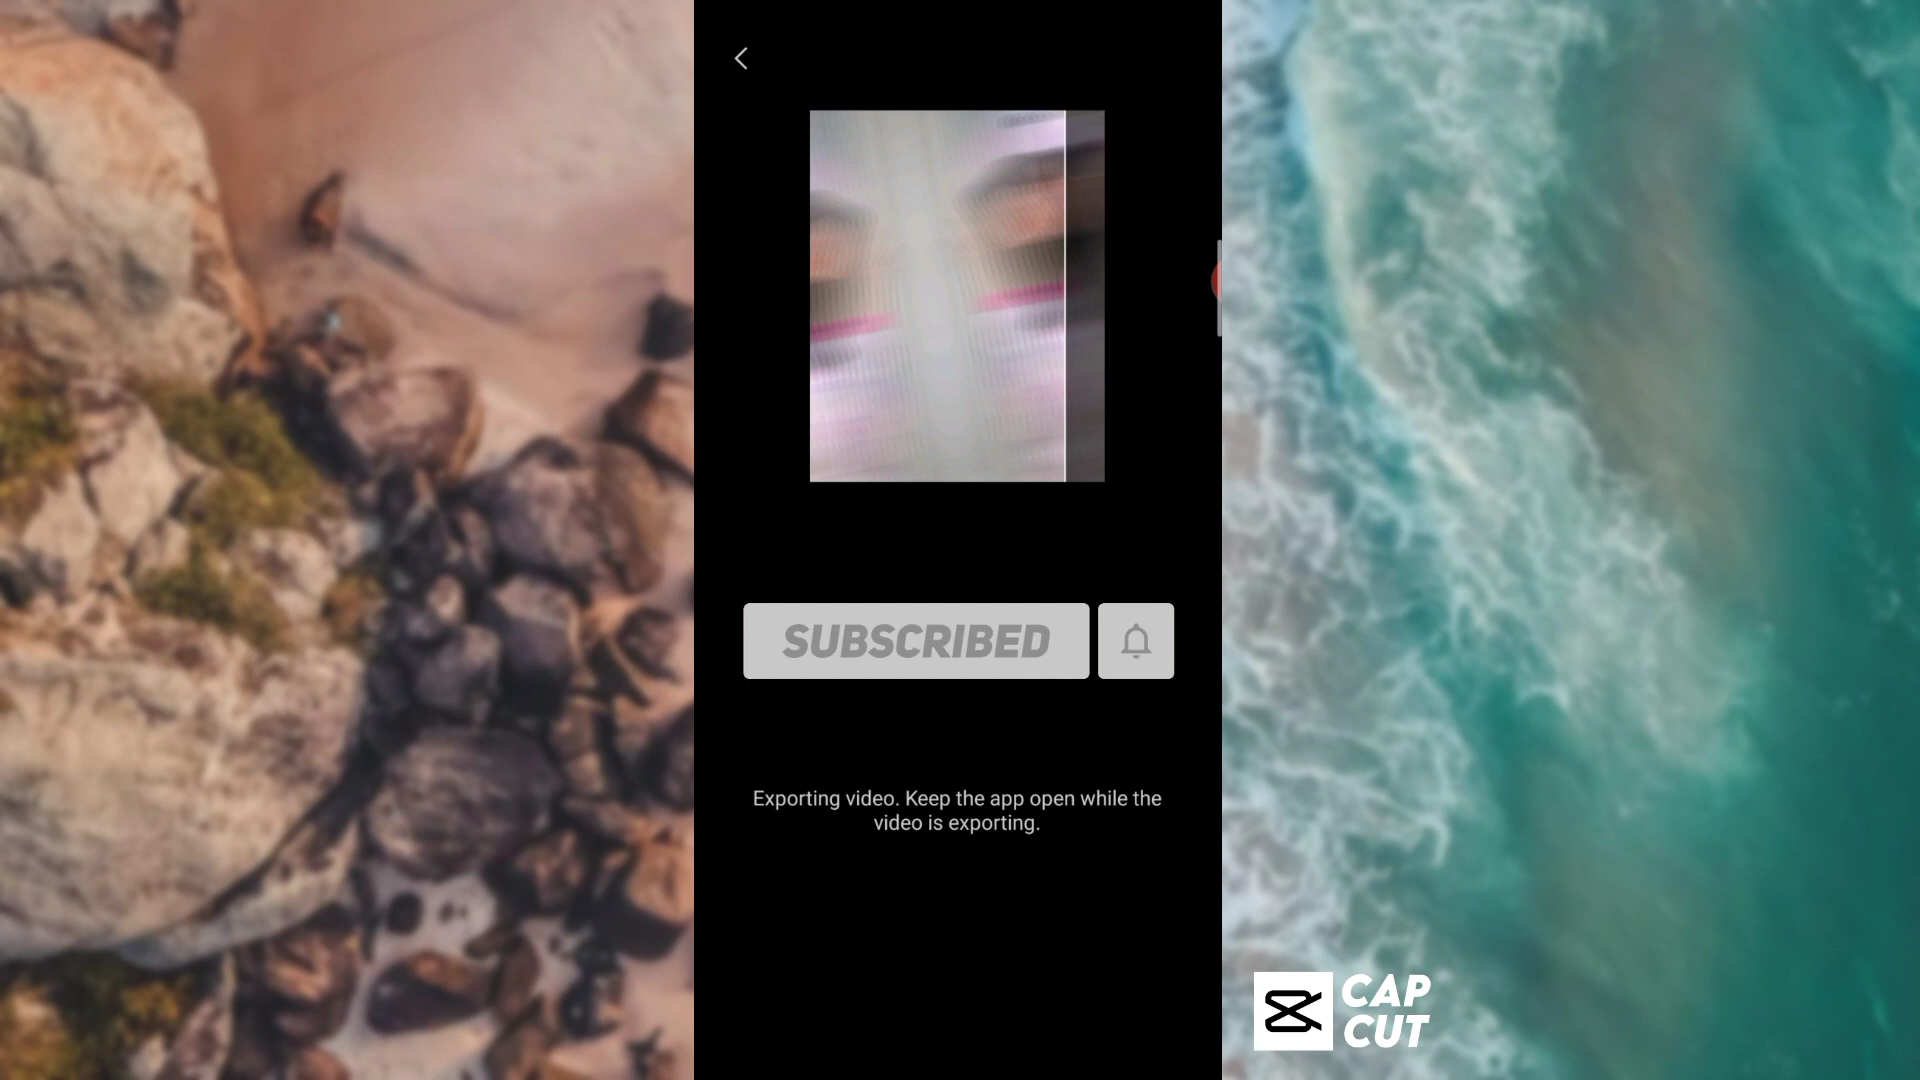 SUBSCRIBED
Exporting video. Keep the app open while the
video is exporting.
CAP
CUT